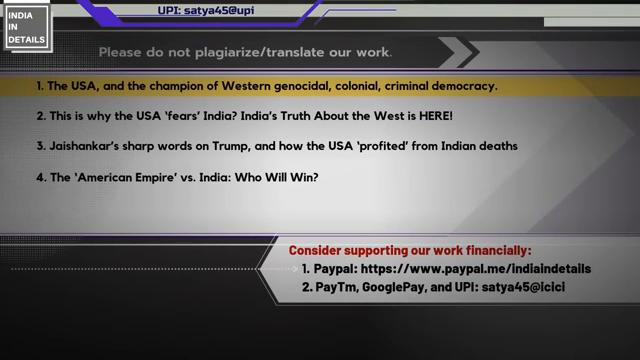 INDIA
IN
DETAILS
UPI: satya45@upi
Please do not plagiarize/translate our work.
1. The USA, and the champion of Western genocidal, colonial, criminal democracy.
2. This is why the USA ‘fears’ India? India’s Truth About the West is HERE!
3. Jaishankar’s sharp words on Trump, and how the USA ‘profited’ from Indian deaths
4. The ‘American Empire’ vs. India: Who Will Win?
Consider supporting our work financially:
1. Paypal: https://www.paypal.me/indiaindetails
2. PayTm, GooglePay, and UPI: satya45@icici